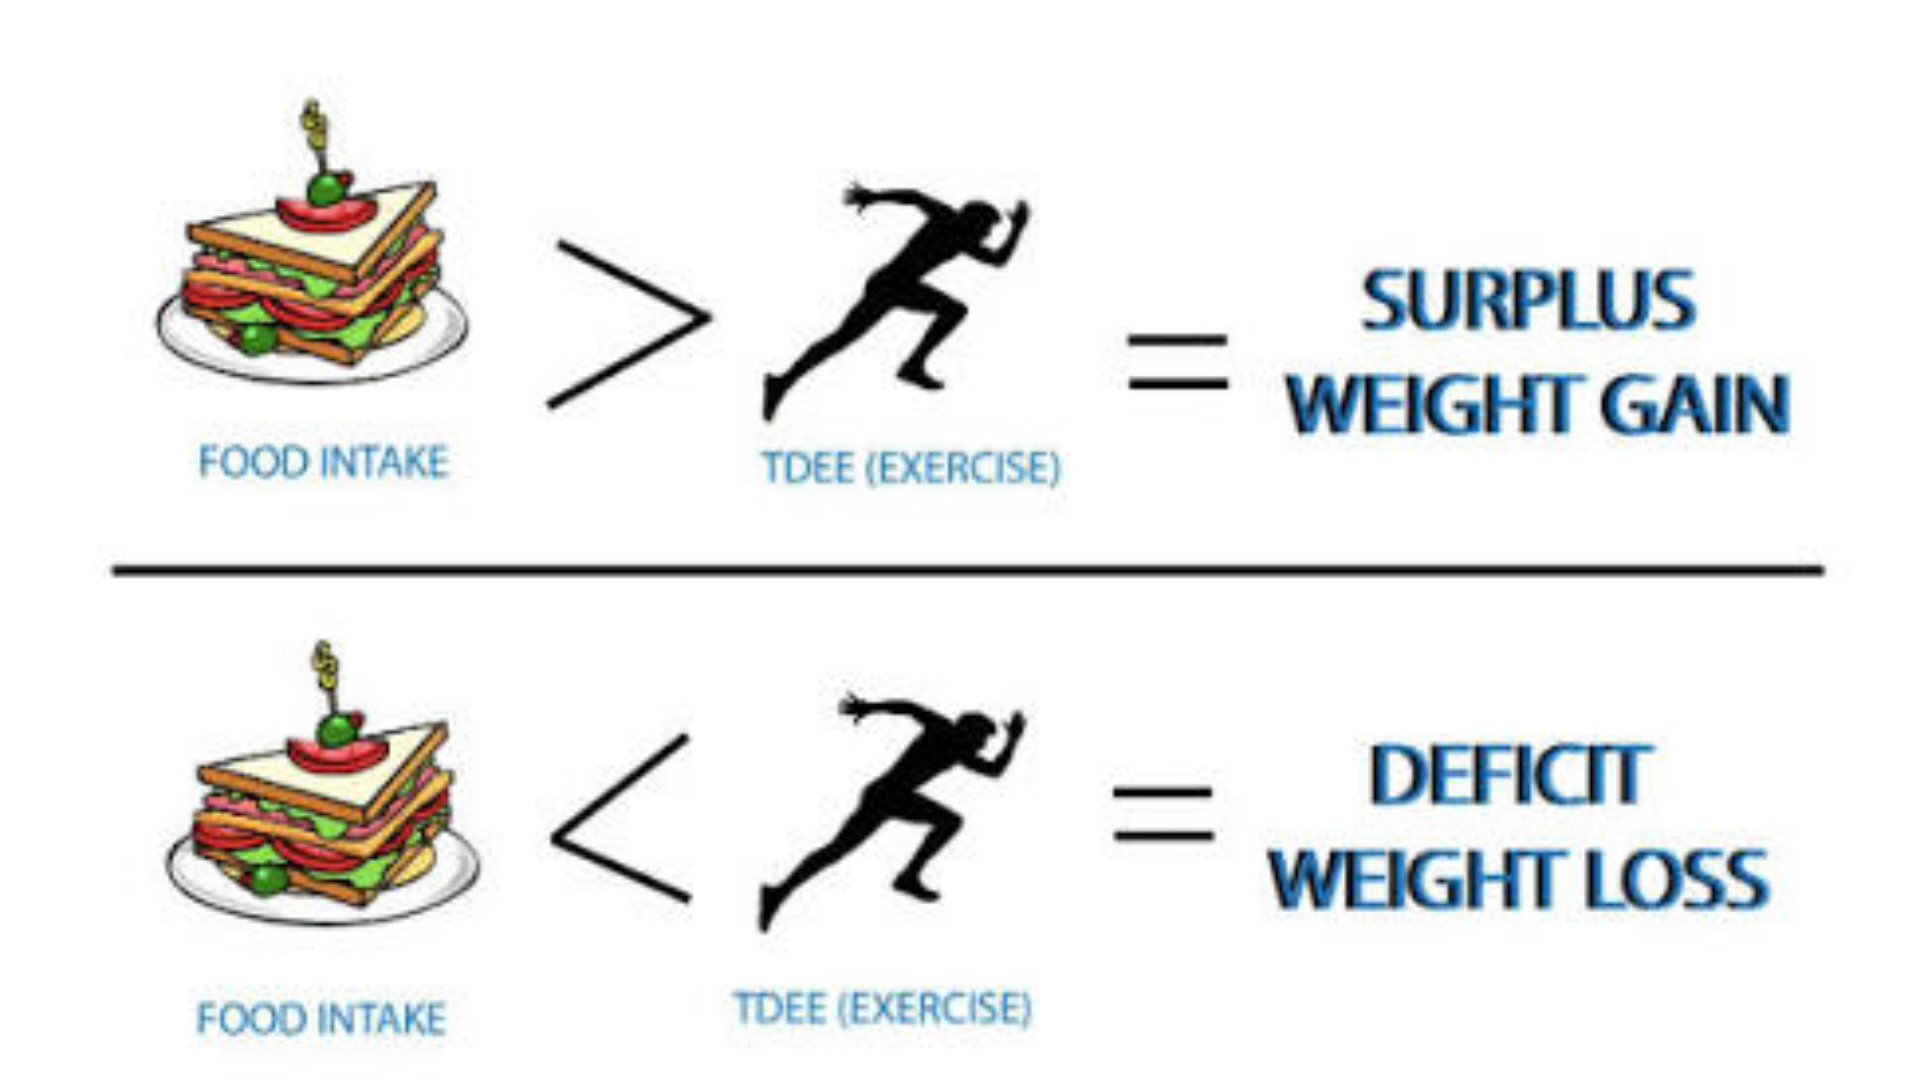 SURPLUS
WEIGHT GAIN
FOOD INTAKE
TDEE (EXERCISE)
DEFICIT
WEIGHT LOSS
FOOD INTAKE
TDEE (EXERCISE)